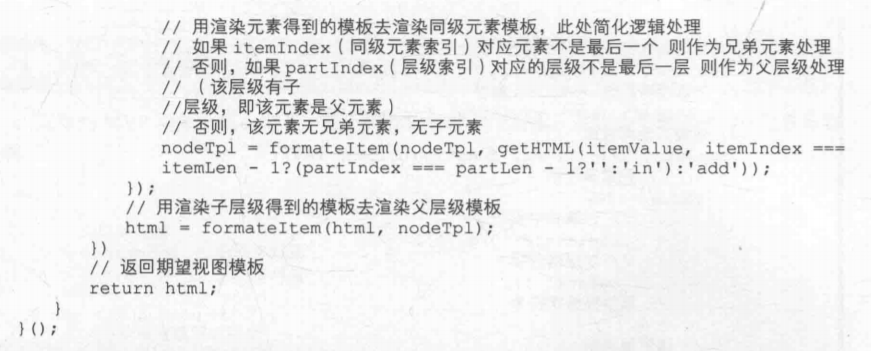 // 用渲染元素得到的模板去渲染同级元素模板，此处简化逻辑处理
// 如果 itemIndex（同级元素索引）对应元素不是最后一个 则作为兄弟元素处理
// 否则，如果 partIndex（层级索引）对应的层级不是最后一层 则作为父层级处理
// （该层级有子
//层级，即该元素是父元素）
// 否则，该元素无兄弟元素，无子元素
nodeTpl = formateItem(nodeTpl, getHTML(itemValue, itemIndex ===
itemLen - 1?(partIndex === partLen - 1?'':'in'):'add'));
});
// 用渲染子层级得到的模板去渲染父层级模板
html = formateItem(html, nodeTpl);
})
// 返回期望视图模板
return html;
}
}();